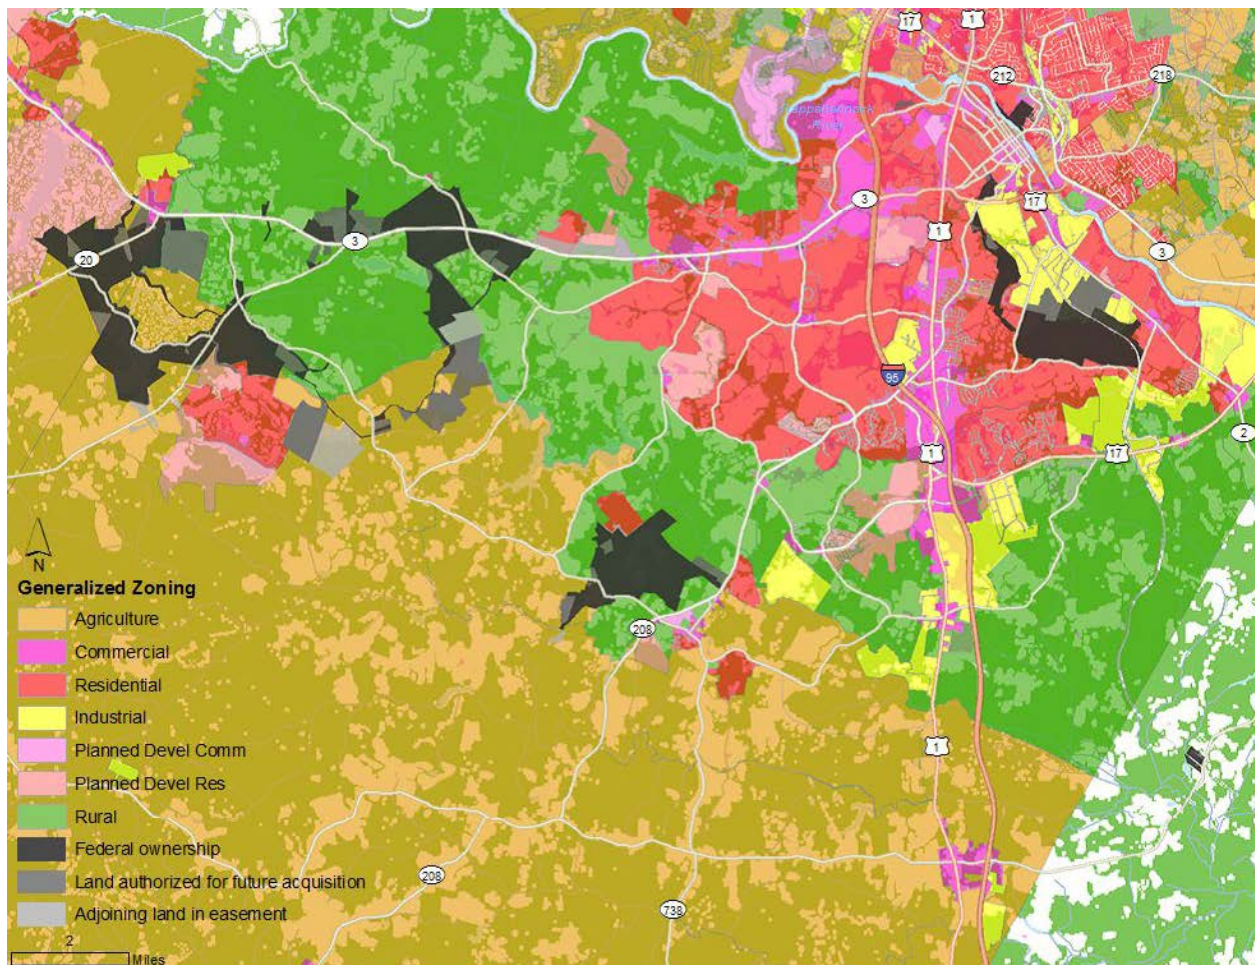 17
1
212
218
Rappahannock
River
3
17
1
3
3
20
95
2
1
17
208
1
N
Generalized Zoning
Agriculture
Commercial
Residential
Industrial
Planned Devel Comm
Planned Devel Res
Rural
Federal ownership
Land authorized for future acquisition
Adjoining land in easement
208
738
2
Miles